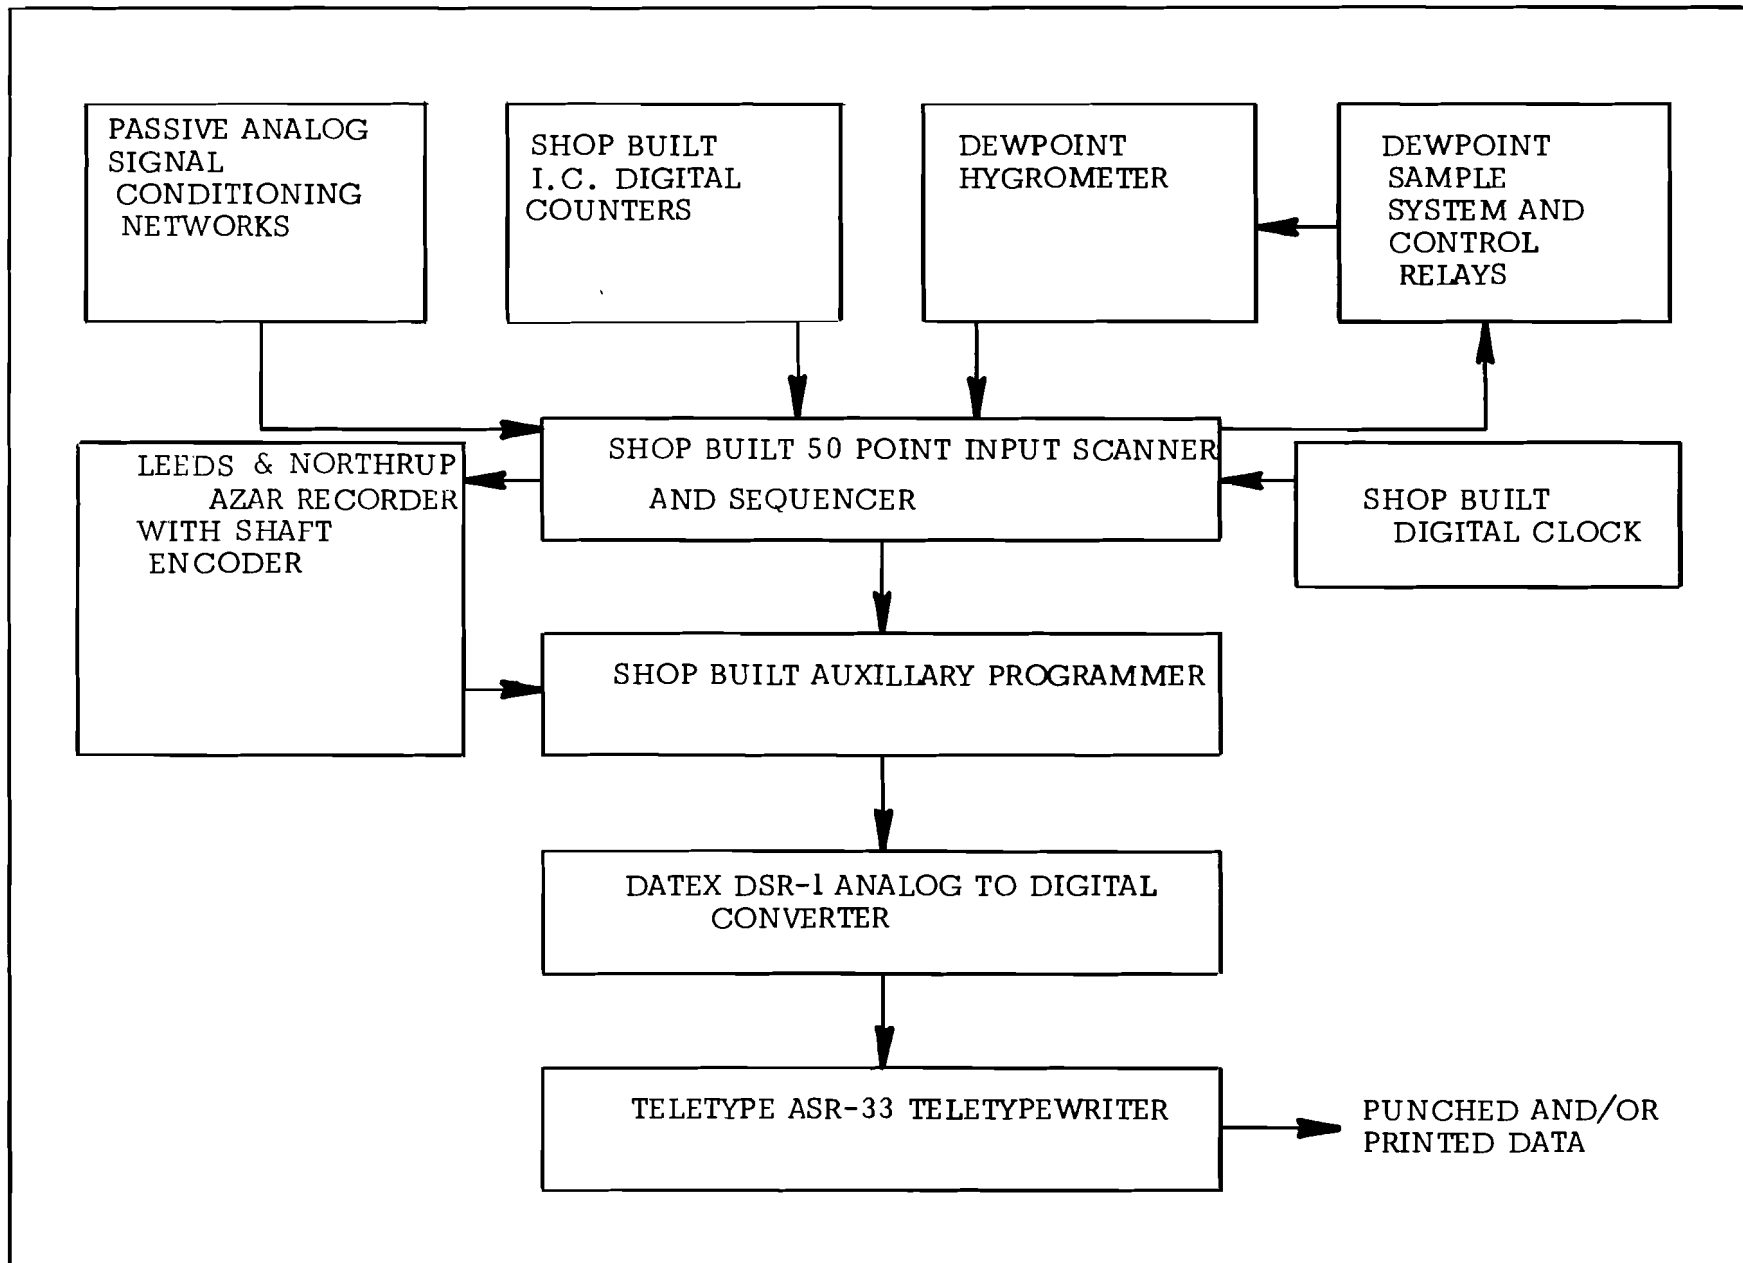 PASSIVE ANALOG
SIGNAL
CONDITIONING
NETWORKS
SHOP BUILT
I.C. DIGITAL
COUNTERS
DEWPOINT
HYGROMETER
DEWPOINT
SAMPLE
SYSTEM AND
CONTROL
RELAYS
SHOP BUILT 50 POINT INPUT SCANNER
AND SEQUENCER
LEEDS & NORTHRUP
AZAR RECORDER
WITH SHAFT
ENCODER
SHOP BUILT
DIGITAL CLOCK
SHOP BUILT AUXILLARY PROGRAMMER
DATEX DSR-1 ANALOG TO DIGITAL
CONVERTER
TELETYPE ASR-33 TELETYPEWRITER
PUNCHED AND/OR
PRINTED DATA